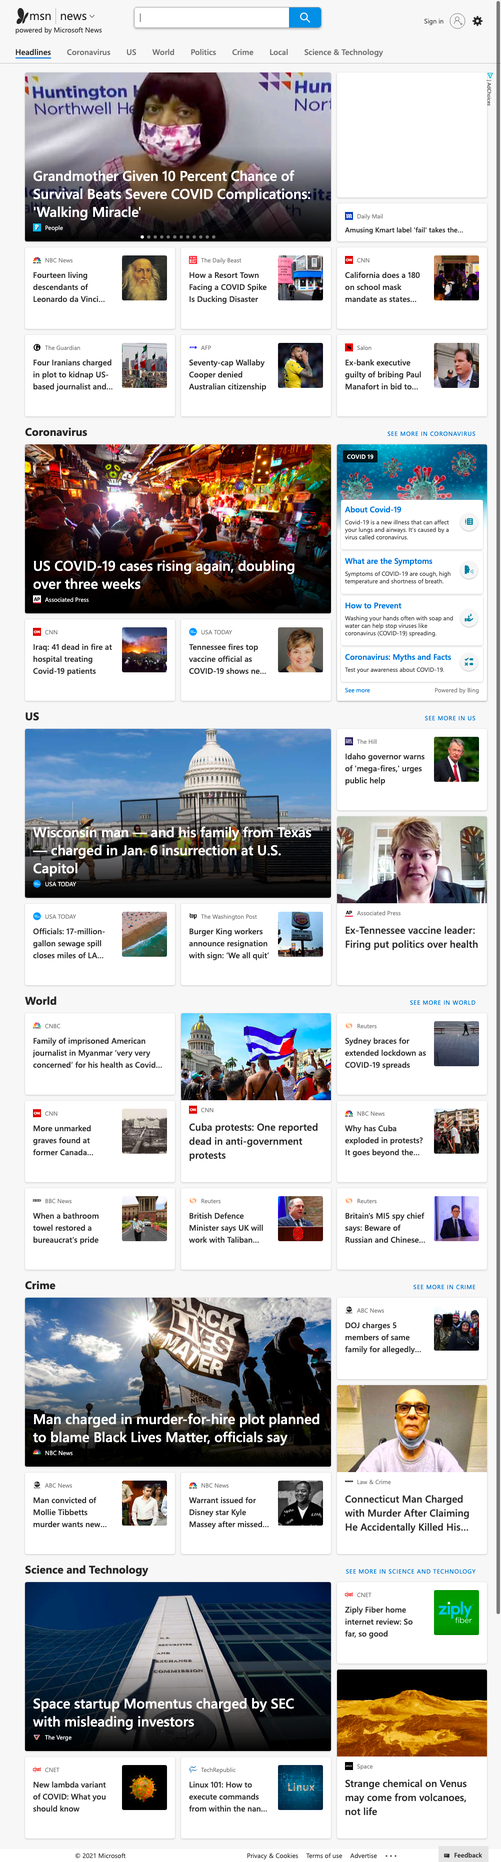 msn | news
powered by Microsoft News
Sign in
Headlines Coronavirus US World Politics Crime Local Science & Technology
Huntington
Northwell He
Grandmother Given 10 Percent Chance of
Survival Beats Severe COVID Complications:
'Walking Miracle'
People
AdChoices
Daily Mail
Amusing Kmart label 'fail' takes the...
NBC News
Fourteen living
descendants of
Leonardo da Vinci...
The Daily Beast
How a Resort Town
Facing a COVID Spike
Is Ducking Disaster
CNN
California does a 180
on school mask
mandate as states...
The Guardian
Four Iranians charged
in plot to kidnap US-
based journalist and...
AFP
Seventy-cap Wallaby
Cooper denied
Australian citizenship
Salon
Ex-bank executive
guilty of bribing Paul
Manafort in bid to...
Coronavirus
SEE MORE IN CORONAVIRUS
US COVID-19 cases rising again, doubling
over three weeks
AP Associated Press
COVID 19
About Covid-19
Covid-19 is a new illness that can affect
your lungs and airways. It's caused by a
virus called coronavirus.
What are the Symptoms
Symptoms of COVID-19 are cough, high
temperature and shortness of breath.
How to Prevent
Washing your hands often with soap and
water can help stop viruses like
coronavirus (COVID-19) spreading.
Coronavirus: Myths and Facts
Test your awareness about COVID-19.
See more
Powered by Bing
CNN
Iraq: 41 dead in fire at
hospital treating
Covid-19 patients
USA TODAY
Tennessee fires top
vaccine official as
COVID-19 shows ne...
US
SEE MORE IN US
Wisconsin man — and his family from Texas
— charged in Jan. 6 insurrection at U.S.
Capitol
USA TODAY
The Hill
Idaho governor warns
of 'mega-fires,' urges
public help
AP Associated Press
Ex-Tennessee vaccine leader:
Firing put politics over health
USA TODAY
Officials: 17-million-
gallon sewage spill
closes miles of LA...
wp The Washington Post
Burger King workers
announce resignation
with sign: 'We all quit'
World
SEE MORE IN WORLD
CNBC
Family of imprisoned American
journalist in Myanmar 'very very
concerned' for his health as Covid...
CNN
Cuba protests: One reported
dead in anti-government
protests
Reuters
Sydney braces for
extended lockdown as
COVID-19 spreads
CNN
More unmarked
graves found at
former Canada...
NBC News
Why has Cuba
exploded in protests?
It goes beyond the...
BBC News
When a bathroom
towel restored a
bureaucrat's pride
Reuters
British Defence
Minister says UK will
work with Taliban...
Reuters
Britain's MI5 spy chief
says: Beware of
Russian and Chinese...
Crime
SEE MORE IN CRIME
BLACK
LIVES
MATTER
Man charged in murder-for-hire plot planned
to blame Black Lives Matter, officials say
NBC News
ABC News
DOJ charges 5
members of same
family for allegedly...
Law & Crime
Connecticut Man Charged
with Murder After Claiming
He Accidentally Killed His...
ABC News
Man convicted of
Mollie Tibbetts
murder wants new...
NBC News
Warrant issued for
Disney star Kyle
Massey after missed...
Science and Technology
SEE MORE IN SCIENCE AND TECHNOLOGY
U.S.
SECURITIES
AND
EXCHANGE
COMMISSION
Space startup Momentus charged by SEC
with misleading investors
The Verge
CNET
Ziply Fiber home
internet review: So
far, so good
ziply
fiber
Space
Strange chemical on Venus
may come from volcanoes,
not life
CNET
New lambda variant
of COVID: What you
should know
TechRepublic
Linux 101: How to
execute commands
from within the nan...
Linux
© 2021 Microsoft
Privacy & Cookies Terms of use Advertise ...
Feedback